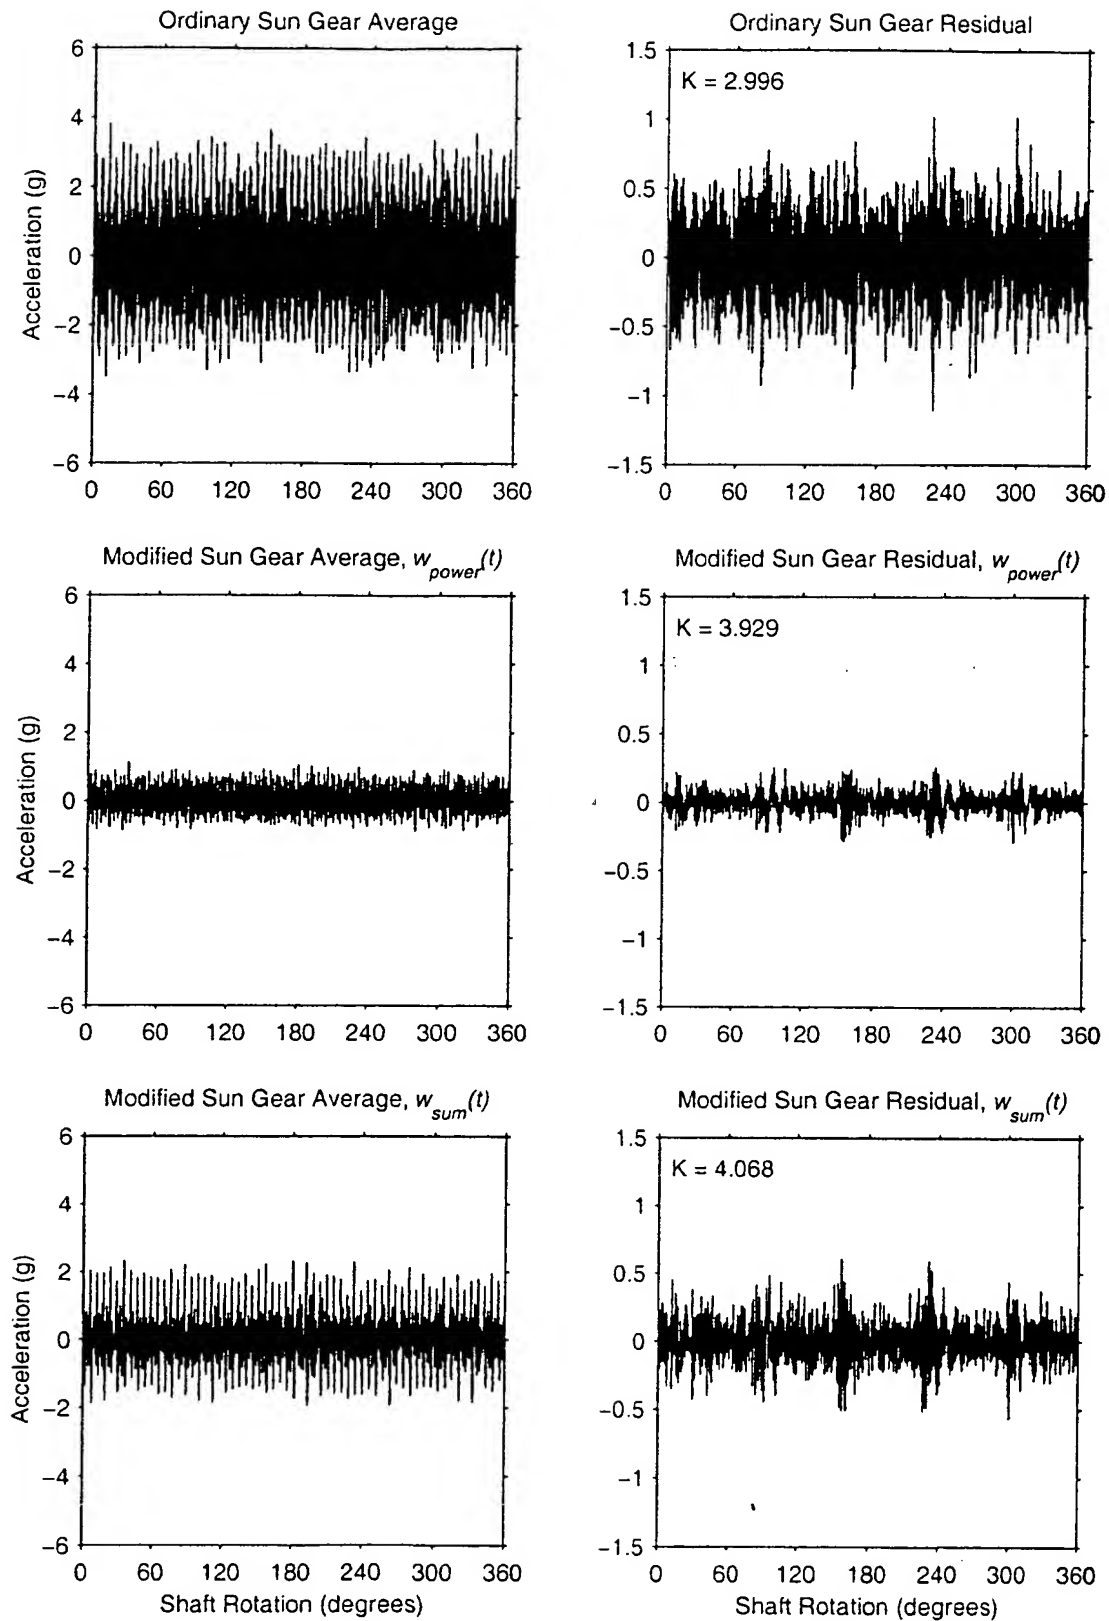 Ordinary Sun Gear Average
6
4
2
0
−2
−4
−6
Acceleration (g)
0 60 120 180 240 300 360
Ordinary Sun Gear Residual
K = 2.996
1.5
1
0.5
0
−0.5
−1
−1.5
0 60 120 180 240 300 360
Modified Sun Gear Average, w_power(t)
6
4
2
0
−2
−4
−6
Acceleration (g)
0 60 120 180 240 300 360
Modified Sun Gear Residual, w_power(t)
K = 3.929
1.5
1
0.5
0
−0.5
−1
−1.5
0 60 120 180 240 300 360
Modified Sun Gear Average, w_sum(t)
6
4
2
0
−2
−4
−6
Acceleration (g)
0 60 120 180 240 300 360
Shaft Rotation (degrees)
Modified Sun Gear Residual, w_sum(t)
K = 4.068
1.5
1
0.5
0
−0.5
−1
−1.5
0 60 120 180 240 300 360
Shaft Rotation (degrees)